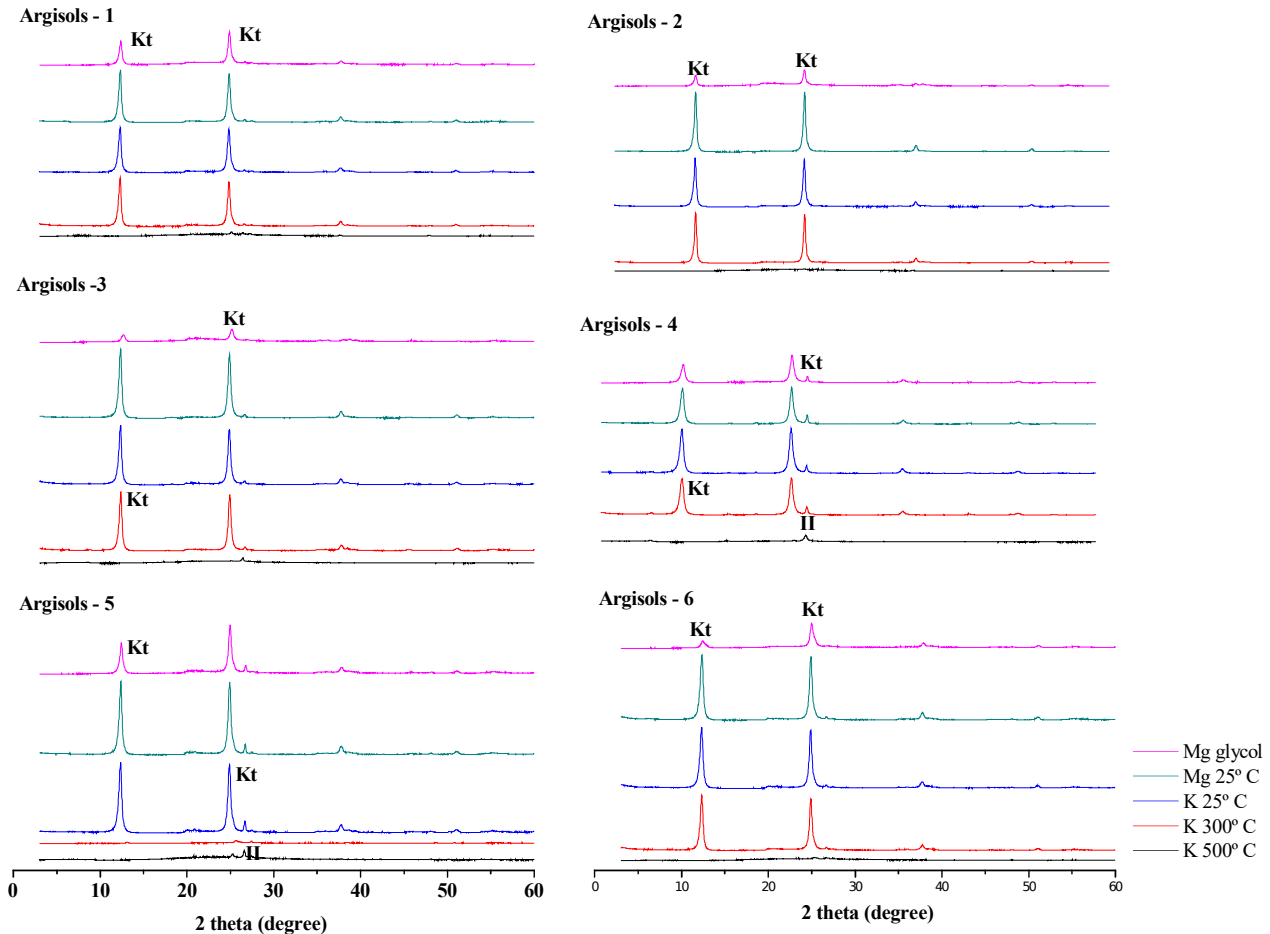 Argisols - 1
Kt
Kt
Argisols - 2
Kt
Kt
Argisols -3
Kt
Kt
Argisols - 4
Kt
Kt
II
Argisols - 5
Kt
Kt
II
0 10 20 30 40 50 60
2 theta (degree)
Argisols - 6
Kt
Kt
0 10 20 30 40 50 60
2 theta (degree)
Mg glycol
Mg 25º C
K 25º C
K 300º C
K 500º C